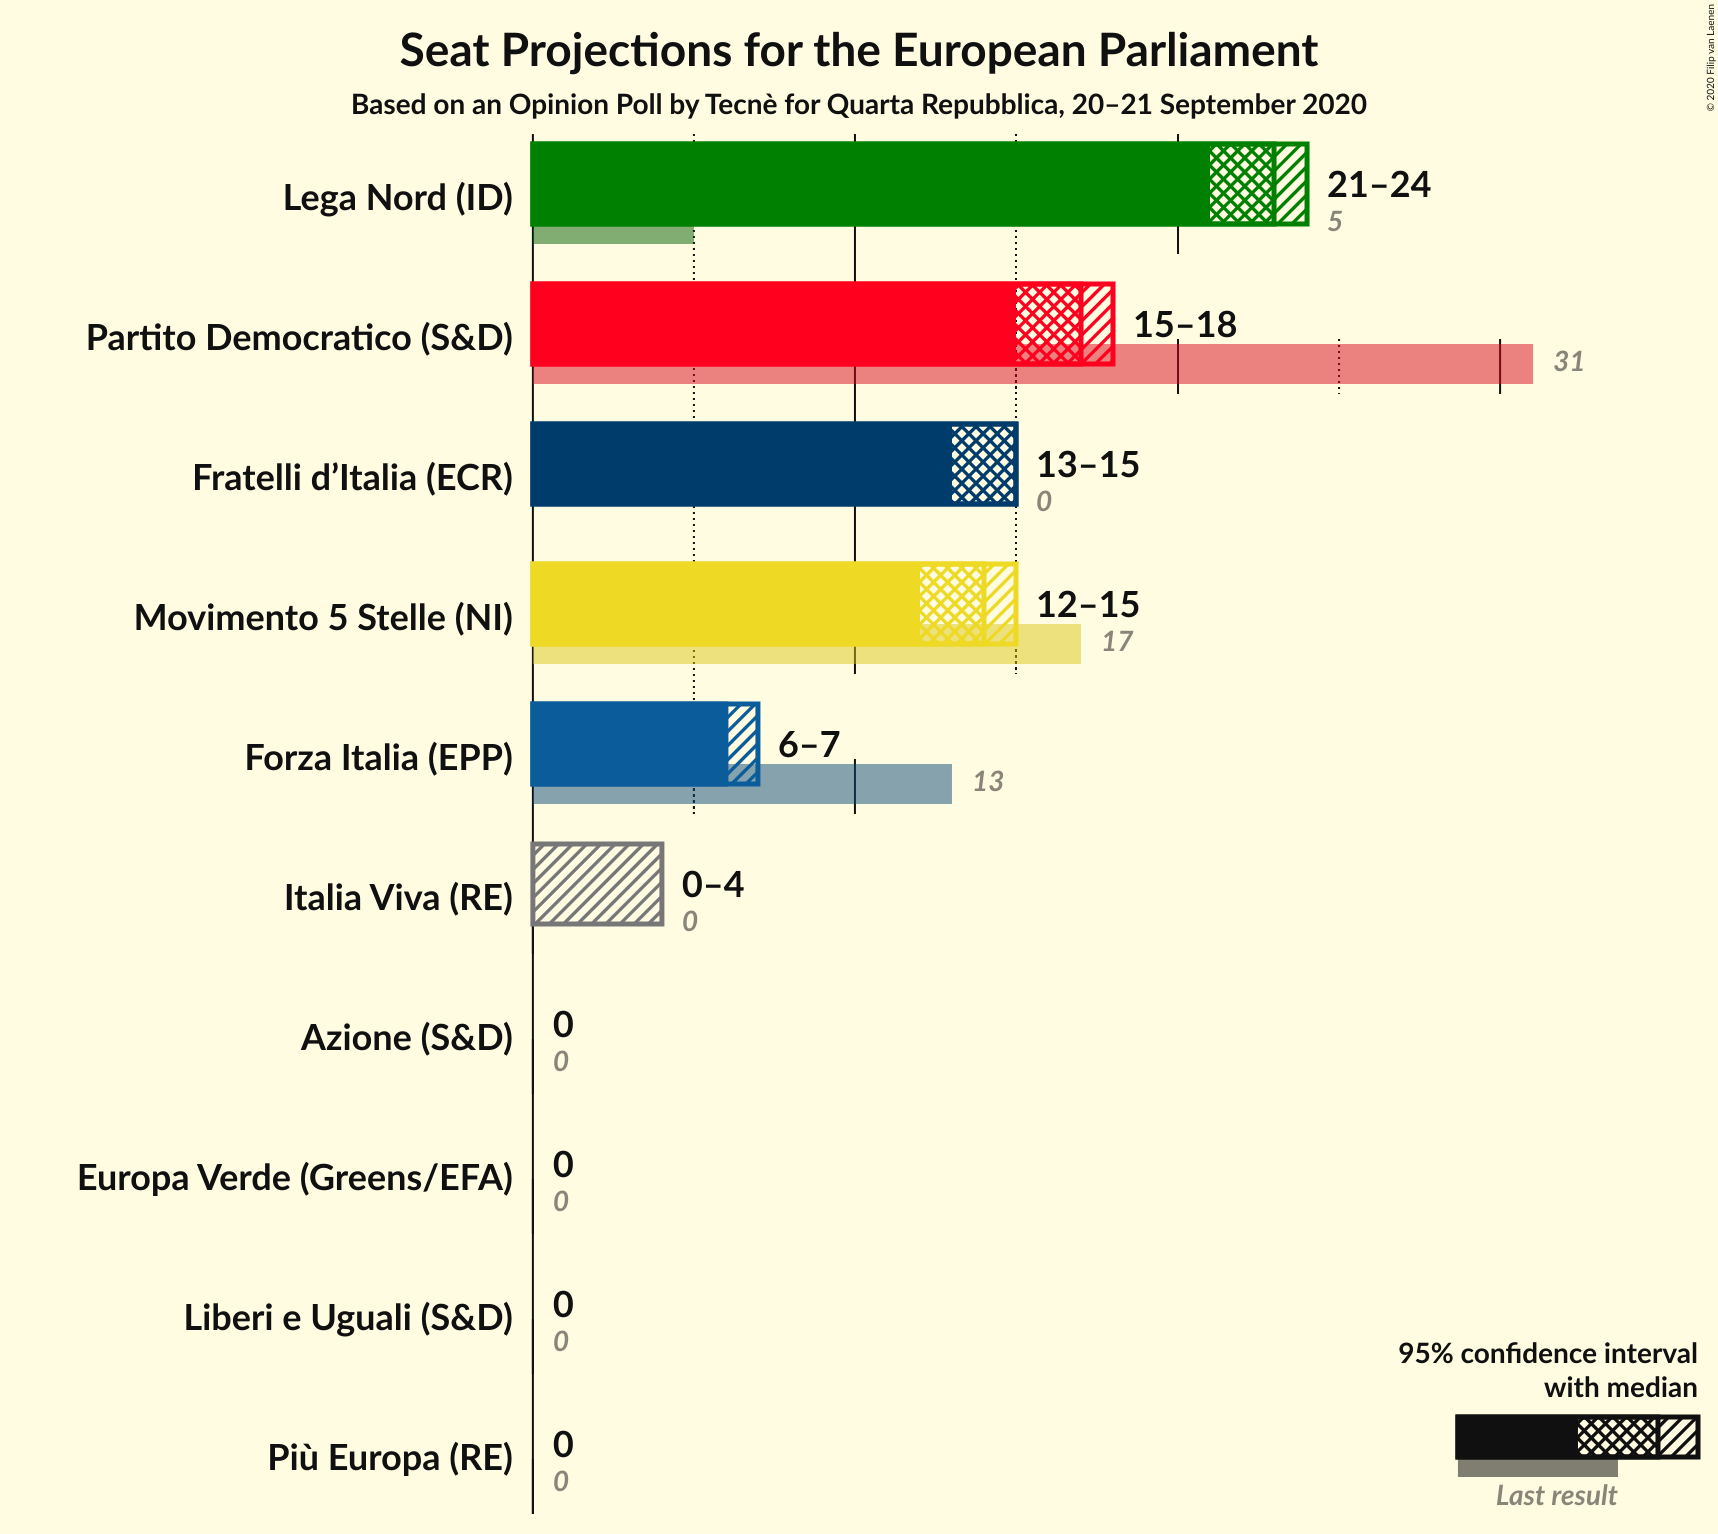 Seat Projections for the European Parliament
Based on an Opinion Poll by Tecnè for Quarta Repubblica, 20–21 September 2020
© 2020 Filip van Laenen
Lega Nord (ID)
21–24
5
Partito Democratico (S&D)
15–18
31
Fratelli d’Italia (ECR)
13–15
0
Movimento 5 Stelle (NI)
12–15
17
Forza Italia (EPP)
6–7
13
Italia Viva (RE)
0–4
0
Azione (S&D)
0
0
Europa Verde (Greens/EFA)
0
0
Liberi e Uguali (S&D)
0
0
Più Europa (RE)
0
0
95% confidence interval
with median
Last result